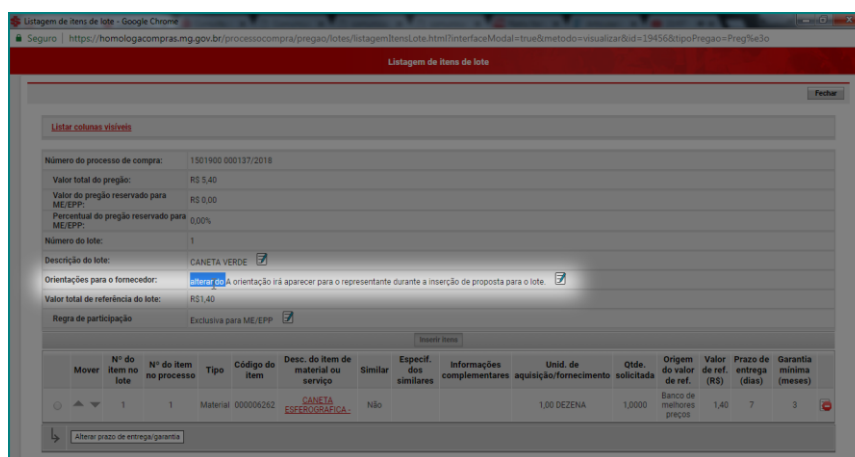 Listagem de itens de lote - Google Chrome
Seguro | https://homologacompras.mg.gov.br/processocompra/pregao/lotes/listagemItensLote.html?interfaceModal=true&metodo=visualizar&id=19456&tipoPregao=Preg%e3o
Listagem de itens de lote
Fechar
Listar colunas visíveis
Número do processo de compra: 1501900 000137/2018
Valor total do pregão: R$ 5,40
Valor do pregão reservado para ME/EPP: R$ 0,00
Percentual do pregão reservado para ME/EPP: 0,00%
Número do lote: 1
Descrição do lote: CANETA VERDE
Orientações para o fornecedor: alterar do A orientação irá aparecer para o representante durante a inserção de proposta para o lote.
Valor total de referência do lote: R$1,40
Regra de participação Exclusiva para ME/EPP
Inserir itens
Mover Nº do item no lote Nº do item no processo Tipo Código do item Desc. do item de material ou serviço Similar Especif. dos similares Informações complementares Unid. de aquisição/fornecimento Qtde. solicitada Origem do valor de ref. Valor de ref. (R$) Prazo de entrega (dias) Garantia mínima (meses)
1 1 Material 000006262 CANETA ESFEROGRAFICA - Não 1,00 DEZENA 1,0000 Banco de melhores preços 1,40 7 3
Alterar prazo de entrega/garantia